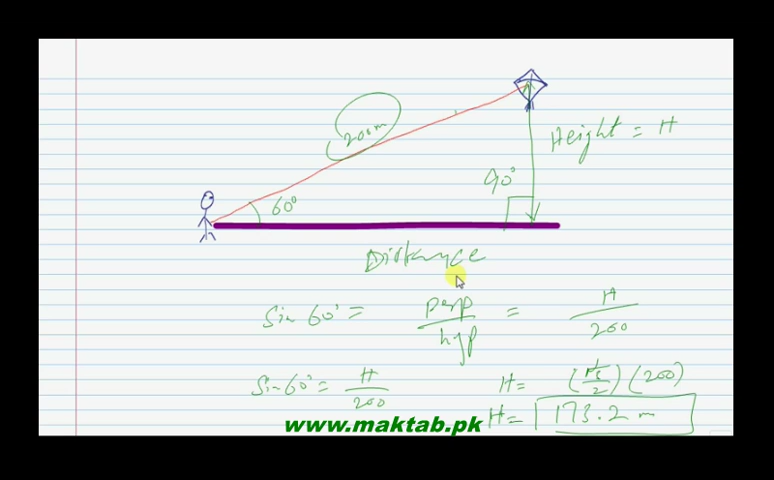 200m
Height = H
90°
60°
Distance
Sin 60° = perp/hyp = H/200
Sin 60° = H/200
H = (√3/2)(200)
H = 173.2 m
www.maktab.pk